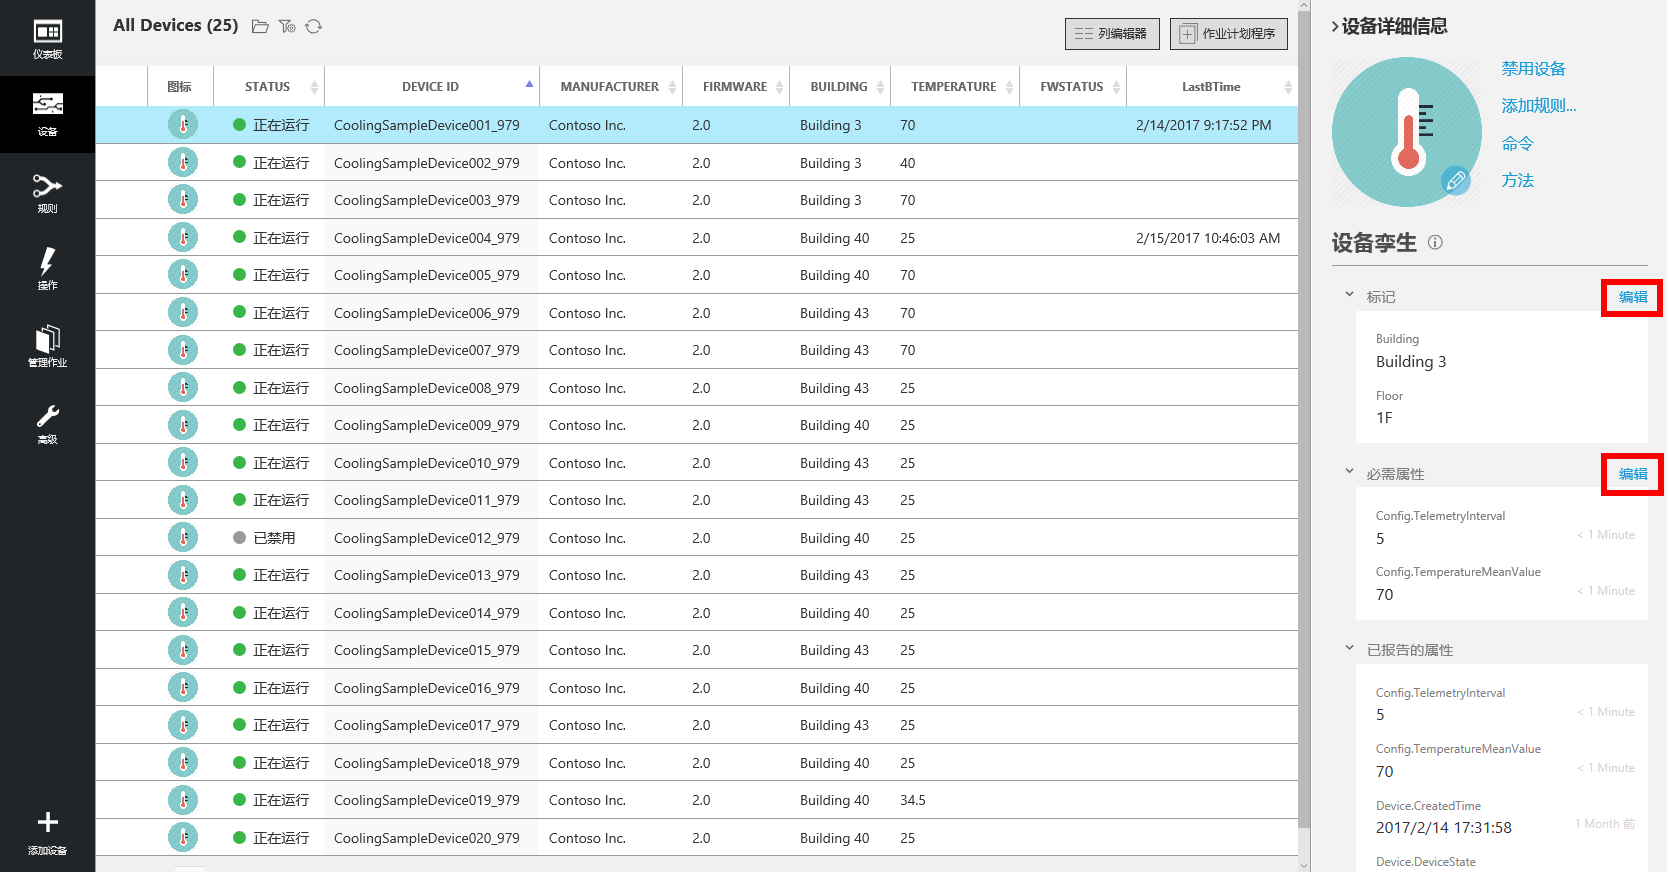 仪表板
设备
规则
操作
管理作业
高级
添加设备
All Devices (25)
列编辑器
作业计划程序
图标 STATUS DEVICE ID MANUFACTURER FIRMWARE BUILDING TEMPERATURE FWSTATUS LastBTime
正在运行 CoolingSampleDevice001_979 Contoso Inc. 2.0 Building 3 70 2/14/2017 9:17:52 PM
正在运行 CoolingSampleDevice002_979 Contoso Inc. 2.0 Building 3 40
正在运行 CoolingSampleDevice003_979 Contoso Inc. 2.0 Building 3 70
正在运行 CoolingSampleDevice004_979 Contoso Inc. 2.0 Building 40 25 2/15/2017 10:46:03 AM
正在运行 CoolingSampleDevice005_979 Contoso Inc. 2.0 Building 40 70
正在运行 CoolingSampleDevice006_979 Contoso Inc. 2.0 Building 43 70
正在运行 CoolingSampleDevice007_979 Contoso Inc. 2.0 Building 43 70
正在运行 CoolingSampleDevice008_979 Contoso Inc. 2.0 Building 43 25
正在运行 CoolingSampleDevice009_979 Contoso Inc. 2.0 Building 40 25
正在运行 CoolingSampleDevice010_979 Contoso Inc. 2.0 Building 43 25
正在运行 CoolingSampleDevice011_979 Contoso Inc. 2.0 Building 43 25
已禁用 CoolingSampleDevice012_979 Contoso Inc. 2.0 Building 40 25
正在运行 CoolingSampleDevice013_979 Contoso Inc. 2.0 Building 43 25
正在运行 CoolingSampleDevice014_979 Contoso Inc. 2.0 Building 40 25
正在运行 CoolingSampleDevice015_979 Contoso Inc. 2.0 Building 43 25
正在运行 CoolingSampleDevice016_979 Contoso Inc. 2.0 Building 40 25
正在运行 CoolingSampleDevice017_979 Contoso Inc. 2.0 Building 43 25
正在运行 CoolingSampleDevice018_979 Contoso Inc. 2.0 Building 40 25
正在运行 CoolingSampleDevice019_979 Contoso Inc. 2.0 Building 40 34.5
正在运行 CoolingSampleDevice020_979 Contoso Inc. 2.0 Building 40 25
设备详细信息
禁用设备
添加规则...
命令
方法
设备孪生
标记 编辑
Building
Building 3
Floor
1F
必需属性 编辑
Config.TelemetryInterval
5 < 1 Minute
Config.TemperatureMeanValue
70 < 1 Minute
已报告的属性
Config.TelemetryInterval
5 < 1 Minute
Config.TemperatureMeanValue
70 < 1 Minute
Device.CreatedTime
2017/2/14 17:31:58 1 Month 前
Device.DeviceState